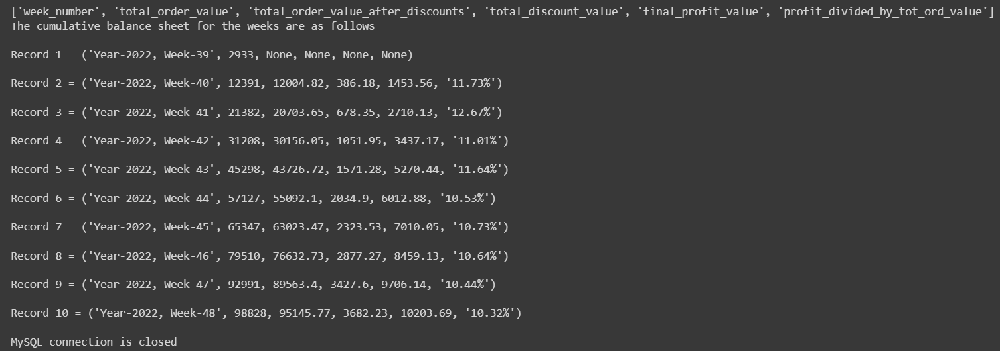 ['week_number', 'total_order_value', 'total_order_value_after_discounts', 'total_discount_value', 'final_profit_value', 'profit_divided_by_tot_ord_value']
The cumulative balance sheet for the weeks are as follows
Record 1 = ('Year-2022, Week-39', 2933, None, None, None, None)
Record 2 = ('Year-2022, Week-40', 12391, 12004.82, 386.18, 1453.56, '11.73%')
Record 3 = ('Year-2022, Week-41', 21382, 20703.65, 678.35, 2710.13, '12.67%')
Record 4 = ('Year-2022, Week-42', 31208, 30156.05, 1051.95, 3437.17, '11.01%')
Record 5 = ('Year-2022, Week-43', 45298, 43726.72, 1571.28, 5270.44, '11.64%')
Record 6 = ('Year-2022, Week-44', 57127, 55092.1, 2034.9, 6012.88, '10.53%')
Record 7 = ('Year-2022, Week-45', 65347, 63023.47, 2323.53, 7010.05, '10.73%')
Record 8 = ('Year-2022, Week-46', 79510, 76632.73, 2877.27, 8459.13, '10.64%')
Record 9 = ('Year-2022, Week-47', 92991, 89563.4, 3427.6, 9706.14, '10.44%')
Record 10 = ('Year-2022, Week-48', 98828, 95145.77, 3682.23, 10203.69, '10.32%')
MySQL connection is closed